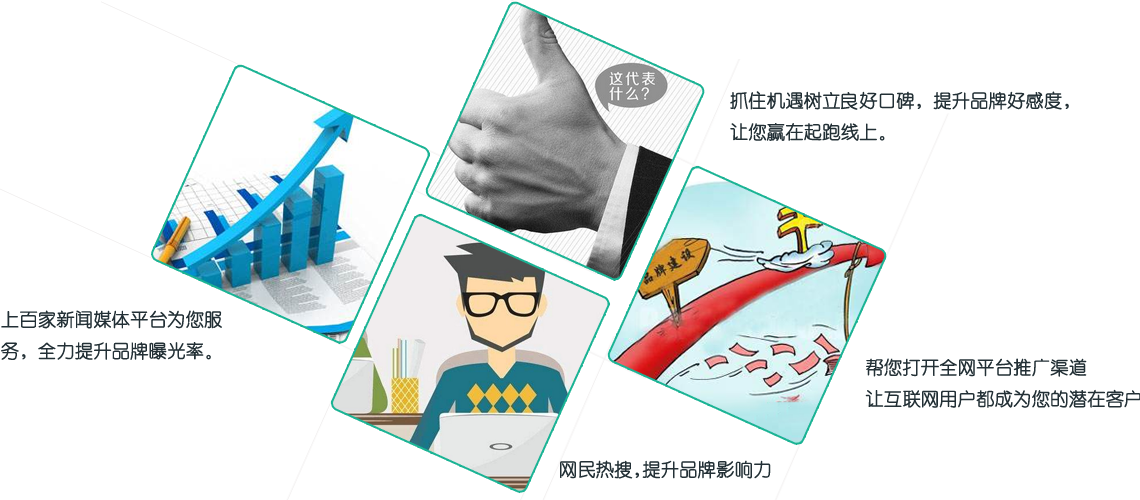 这代表
什么?
抓住机遇树立良好口碑，提升品牌好感度，
让您赢在起跑线上。
品牌建设
上百家新闻媒体平台为您服
务，全力提升品牌曝光率。
帮您打开全网平台推广渠道
让互联网用户都成为您的潜在客户
网民热搜,提升品牌影响力